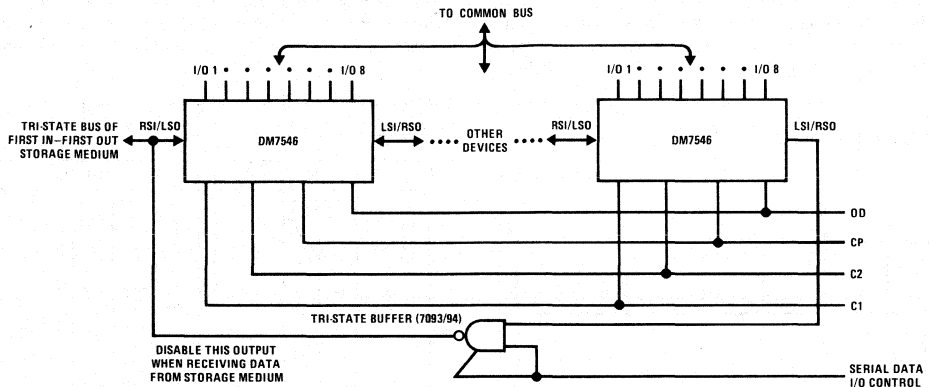 TO COMMON BUS
I/O 1 • • • • • • I/O 8
I/O 1 • • • • • • I/O 8
TRI-STATE BUS OF
FIRST IN–FIRST OUT
STORAGE MEDIUM
RSI/LSO
DM7546
LSI/RSO
OTHER
DEVICES
RSI/LSO
DM7546
LSI/RSO
OD
CP
C2
C1
TRI-STATE BUFFER (7093/94)
DISABLE THIS OUTPUT
WHEN RECEIVING DATA
FROM STORAGE MEDIUM
SERIAL DATA
I/O CONTROL